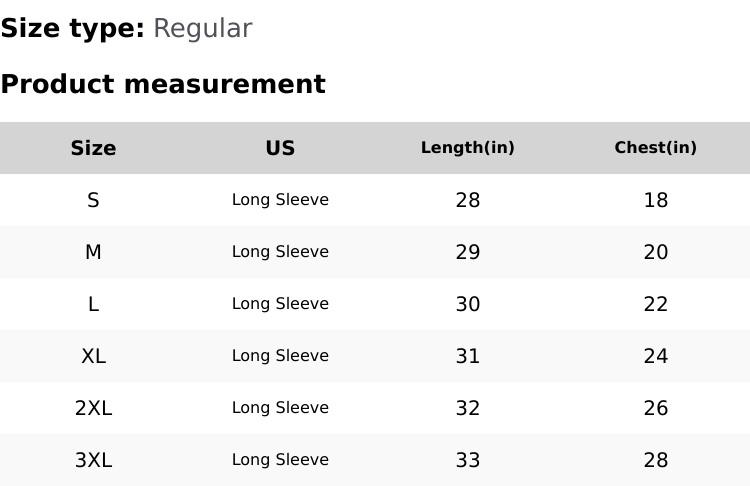 Size type: Regular
Product measurement
Size US Length(in) Chest(in)
S Long Sleeve 28 18
M Long Sleeve 29 20
L Long Sleeve 30 22
XL Long Sleeve 31 24
2XL Long Sleeve 32 26
3XL Long Sleeve 33 28